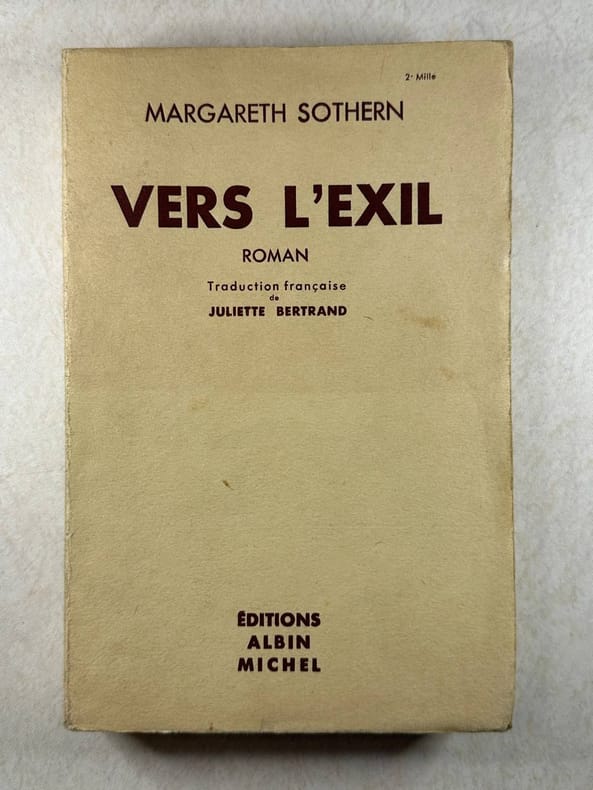 2e Mille
MARGARETH SOTHERN
VERS L'EXIL
ROMAN
Traduction française
de
JULIETTE BERTRAND
ÉDITIONS
ALBIN
MICHEL